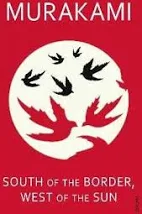 MURAKAMI
SOUTH OF THE BORDER,
WEST OF THE SUN